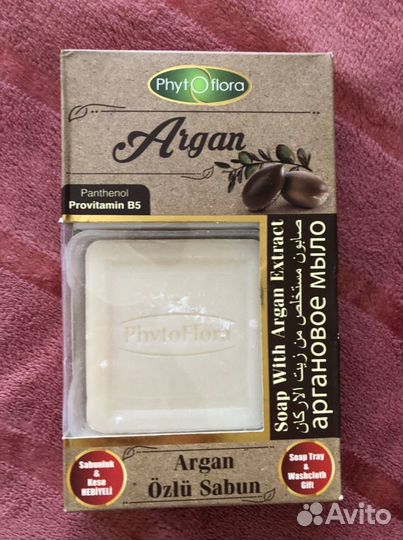 PhytOflora
Argan
Panthenol
Provitamin B5
PhytoFlora
Soap With Argan Extract
صابون مستخلص من زيت الأركان
аргановое мыло
Sabunluk
&
Kese
HEDİYELİ
Argan
Özlü Sabun
Soap Tray
&
Washcloth
Gift
Avito